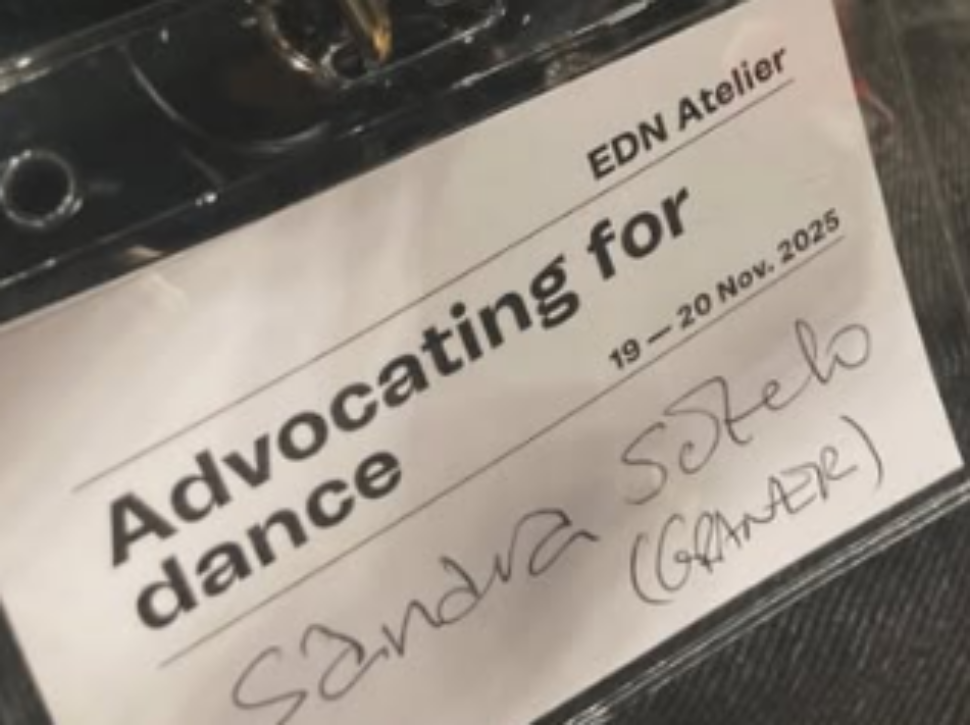 EDN Atelier
Advocating for
dance
19 — 20 Nov. 2025
Sandra Sotelo
(GRANER)